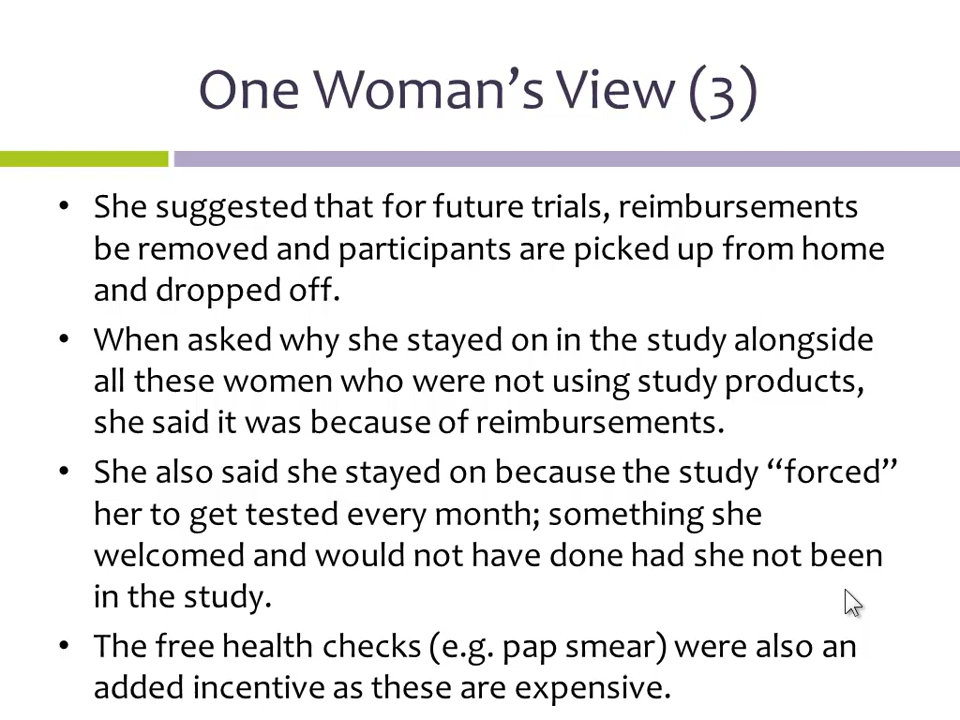 One Woman’s View (3)
• She suggested that for future trials, reimbursements
be removed and participants are picked up from home
and dropped off.
• When asked why she stayed on in the study alongside
all these women who were not using study products,
she said it was because of reimbursements.
• She also said she stayed on because the study “forced”
her to get tested every month; something she
welcomed and would not have done had she not been
in the study.
• The free health checks (e.g. pap smear) were also an
added incentive as these are expensive.